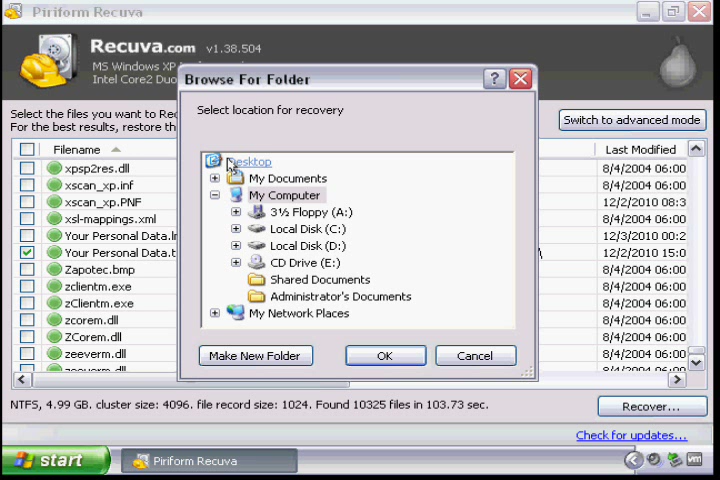 Piriform Recuva
Recuva.com v1.38.504
MS Windows XP
Intel Core2 Duo
Browse For Folder
Select location for recovery
Select the files you want to Rec
For the best results, restore th
Switch to advanced mode
Filename
Last Modified
xpsp2res.dll
8/4/2004 06:00
xscan_xp.inf
8/4/2004 06:00
xscan_xp.PNF
12/2/2010 08:3
xsl-mappings.xml
8/4/2004 06:00
Your Personal Data.ln
12/3/2010 00:2
Your Personal Data.t
12/2/2010 15:0
Zapotec.bmp
8/4/2004 06:00
zclientm.exe
8/4/2004 06:00
zClientm.exe
8/4/2004 06:00
zcorem.dll
8/4/2004 06:00
ZCorem.dll
8/4/2004 06:00
zeeverm.dll
8/4/2004 06:00
zeeverm.dll
8/4/2004 06:00
Desktop
My Documents
My Computer
3½ Floppy (A:)
Local Disk (C:)
Local Disk (D:)
CD Drive (E:)
Shared Documents
Administrator's Documents
My Network Places
Make New Folder
OK
Cancel
NTFS, 4.99 GB. cluster size: 4096. file record size: 1024. Found 10325 files in 103.73 sec.
Recover...
Check for updates...
start
Piriform Recuva
vm